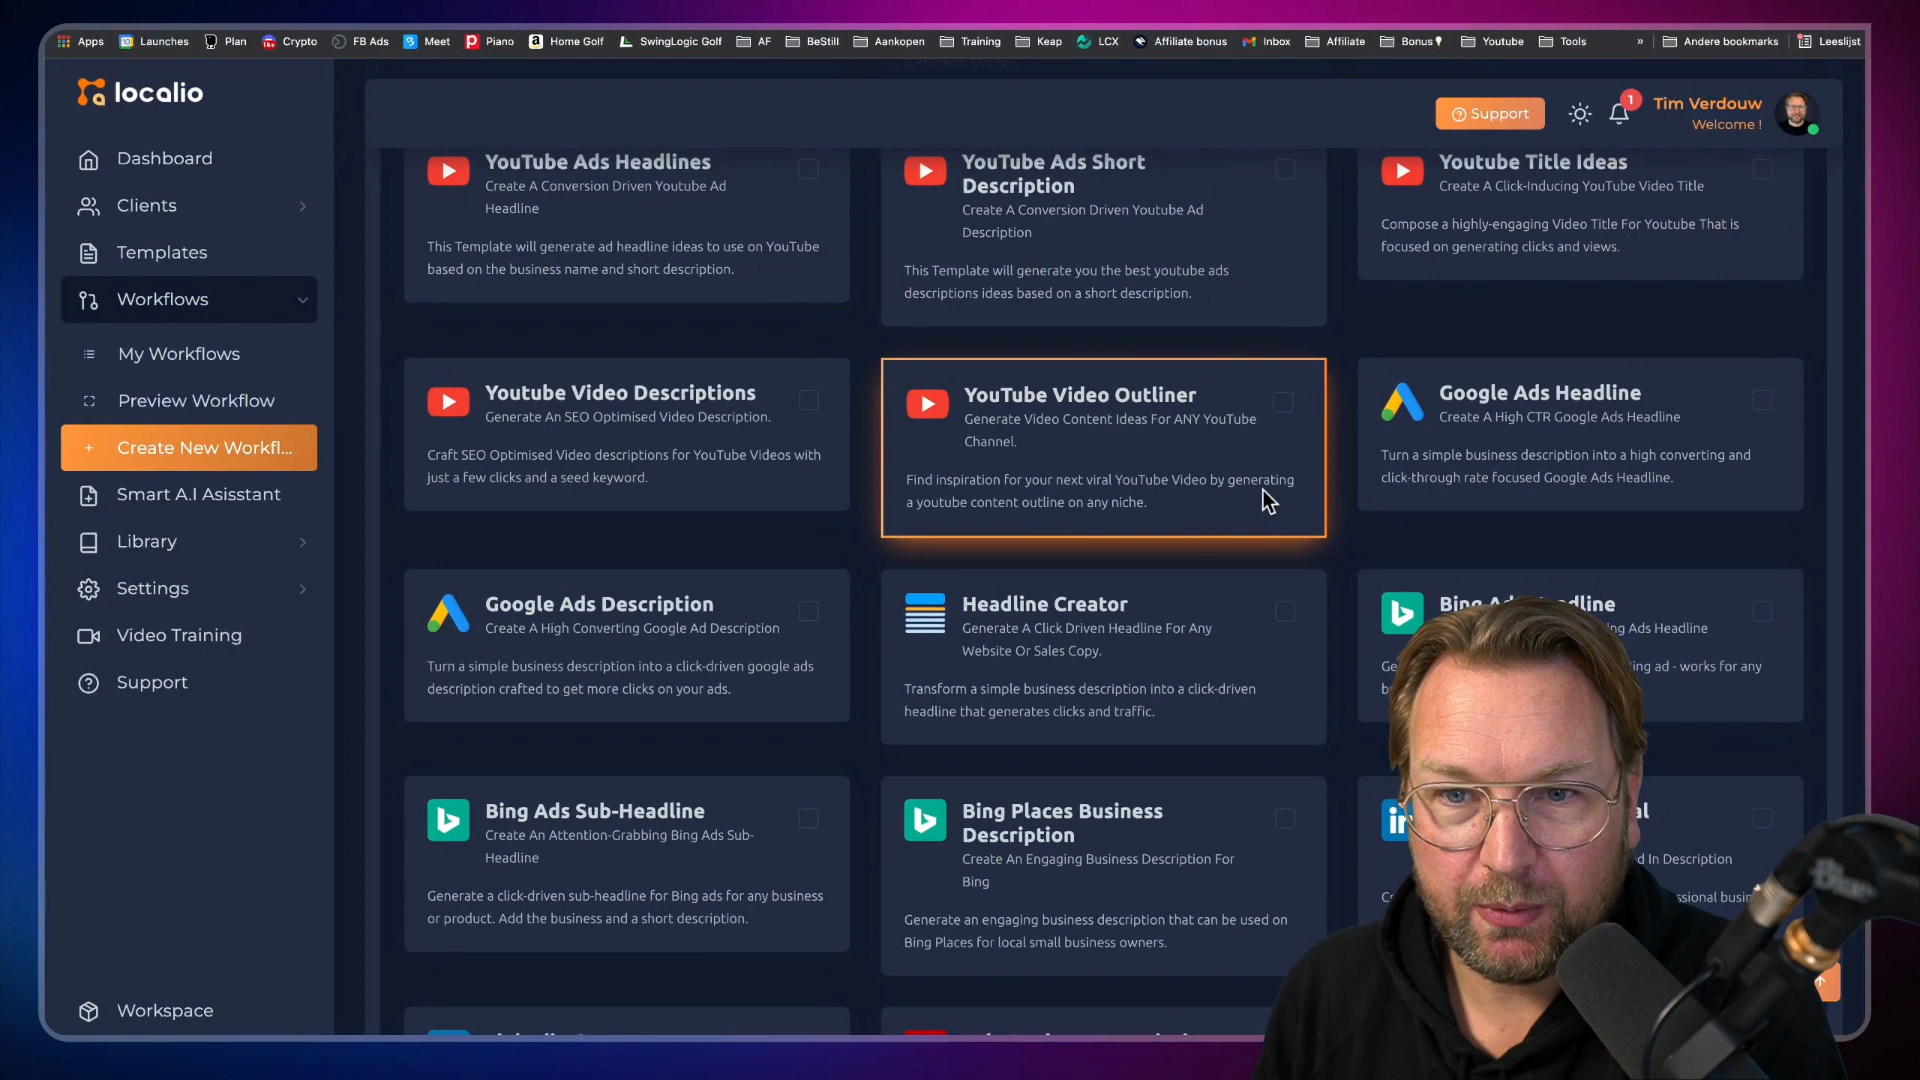 Apps
Launches
Plan
Crypto
FB Ads
Meet
Piano
Home Golf
SwingLogic Golf
AF
BeStill
Aankopen
Training
Keap
LCX
Affiliate bonus
Inbox
Affiliate
Bonus
Youtube
Tools
»
Andere bookmarks
Leeslijst
localio
Support
1
Tim Verdouw
Welcome !
Dashboard
Clients
Templates
Workflows
My Workflows
Preview Workflow
+ Create New Workfl...
Smart A.I Asisstant
Library
Settings
Video Training
Support
Workspace
YouTube Ads Headlines
Create A Conversion Driven Youtube Ad
Headline
This Template will generate ad headline ideas to use on YouTube
based on the business name and short description.
YouTube Ads Short
Description
Create A Conversion Driven Youtube Ad
Description
This Template will generate you the best youtube ads
descriptions ideas based on a short description.
Youtube Title Ideas
Create A Click-Inducing YouTube Video Title
Compose a highly-engaging Video Title For Youtube That is
focused on generating clicks and views.
Youtube Video Descriptions
Generate An SEO Optimised Video Description.
Craft SEO Optimised Video descriptions for YouTube Videos with
just a few clicks and a seed keyword.
YouTube Video Outliner
Generate Video Content Ideas For ANY YouTube
Channel.
Find inspiration for your next viral YouTube Video by generating
a youtube content outline on any niche.
Google Ads Headline
Create A High CTR Google Ads Headline
Turn a simple business description into a high converting and
click-through rate focused Google Ads Headline.
Google Ads Description
Create A High Converting Google Ad Description
Turn a simple business description into a click-driven google ads
description crafted to get more clicks on your ads.
Headline Creator
Generate A Click Driven Headline For Any
Website Or Sales Copy.
Transform a simple business description into a click-driven
headline that generates clicks and traffic.
Bing
Ads Headline
ad - works for any
Bing Ads Sub-Headline
Create An Attention-Grabbing Bing Ads Sub-
Headline
Generate a click-driven sub-headline for Bing ads for any business
or product. Add the business and a short description.
Bing Places Business
Description
Create An Engaging Business Description For
Bing
Generate an engaging business description that can be used on
Bing Places for local small business owners.
in
In Description